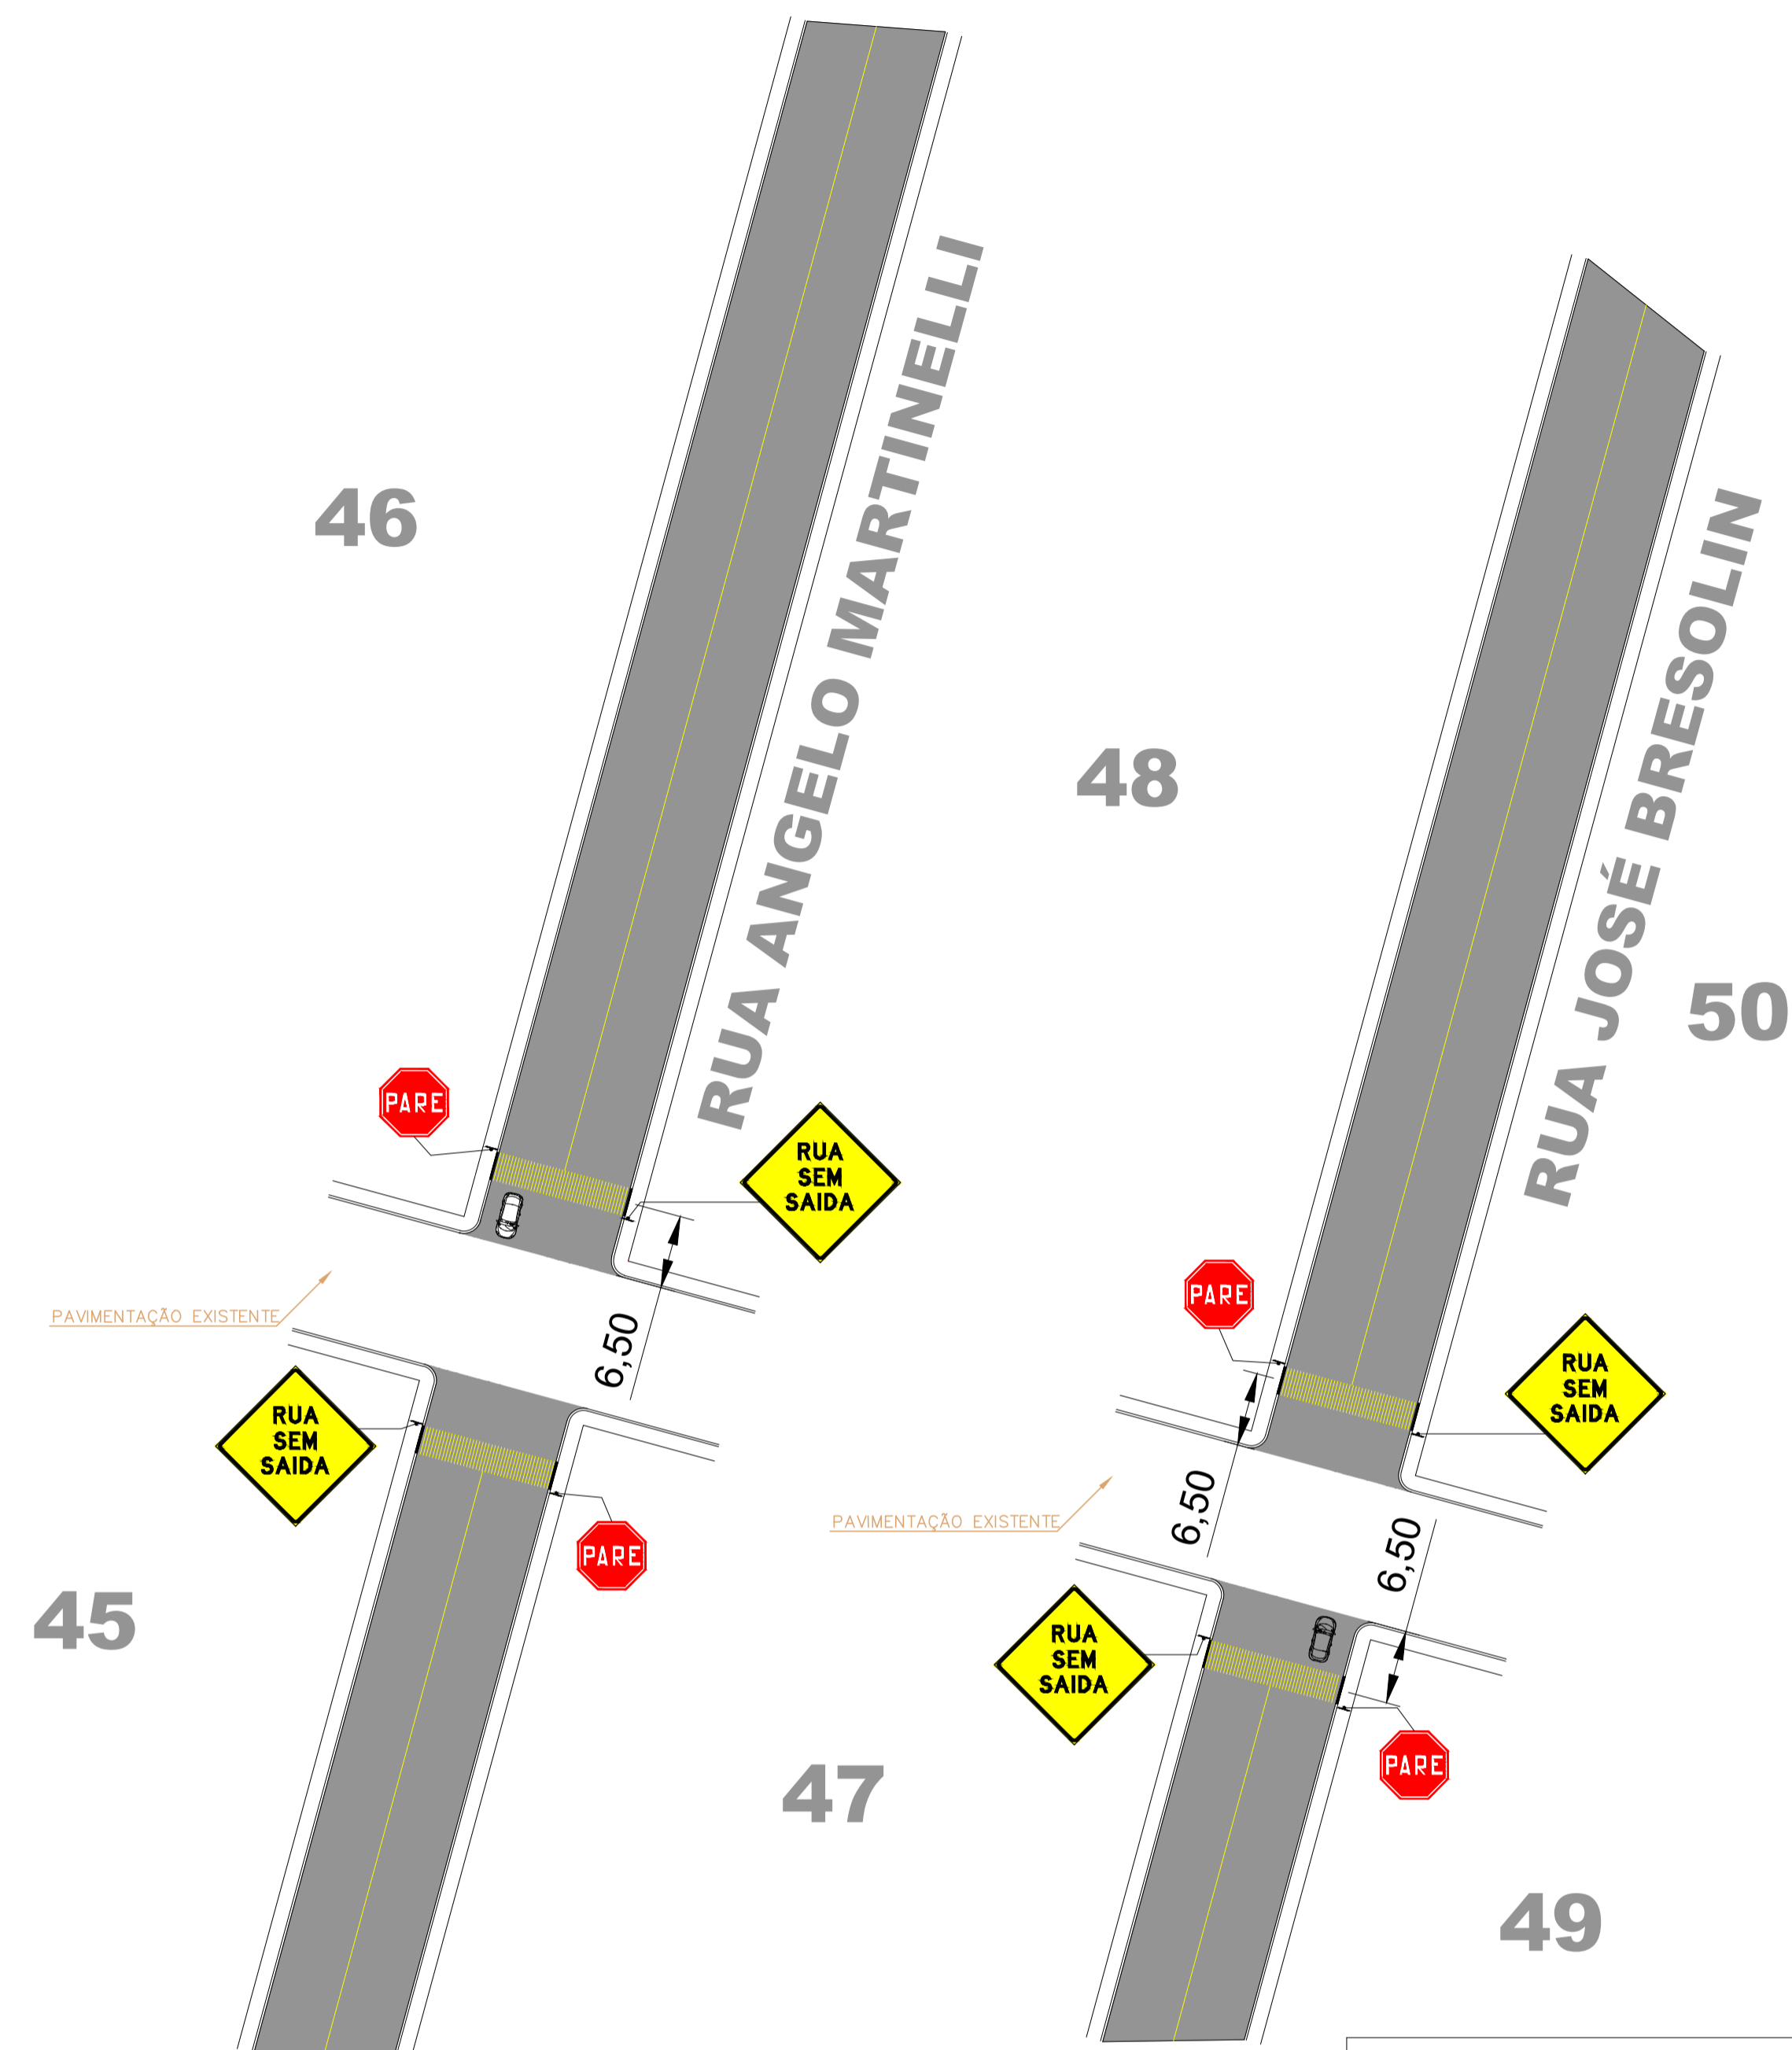 RUA ANGELO MARTINELLI
46
RUA JOSÉ BRESOLIN
48
50
PARE
RUA
SEM
SAIDA
PAVIMENTAÇÃO EXISTENTE
6,50
PARE
RUA
SEM
SAIDA
RUA
SEM
SAIDA
PARE
45
PAVIMENTAÇÃO EXISTENTE
6,50
6,50
RUA
SEM
SAIDA
PARE
47
49